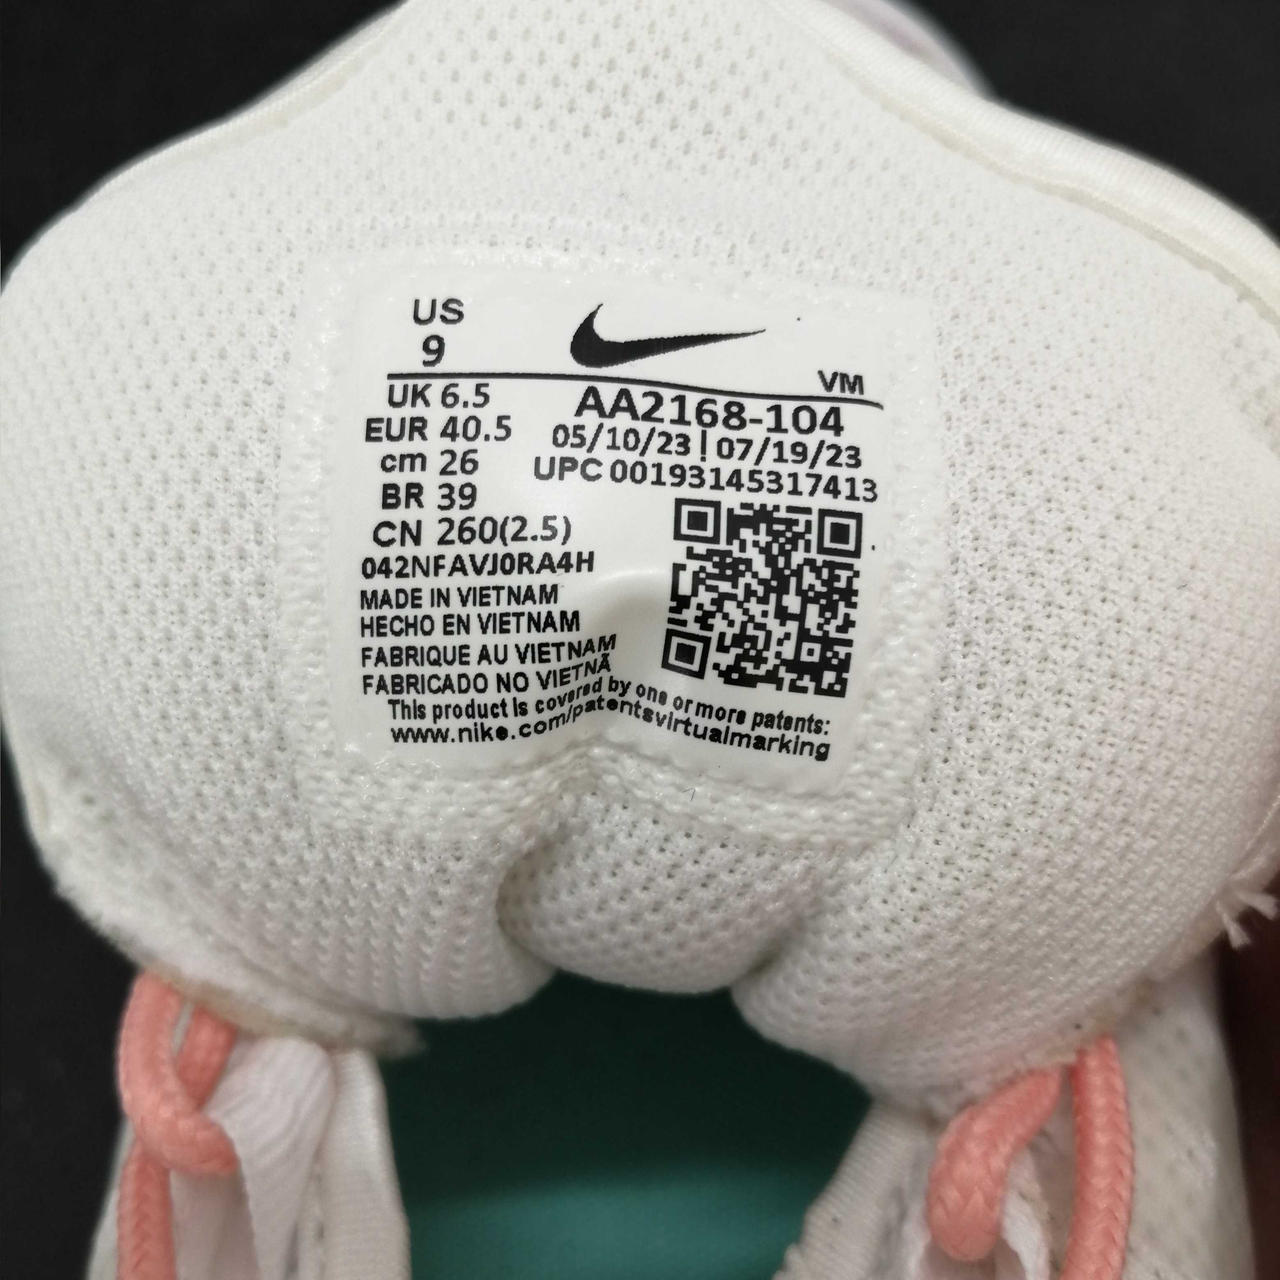 US
9
VM
UK 6.5
EUR 40.5
cm 26
BR 39
CN 260(2.5)
AA2168-104
05/10/23 | 07/19/23
UPC 00193145317413
042NFAVJ0RA4H
MADE IN VIETNAM
HECHO EN VIETNAM
FABRIQUE AU VIETNAM
FABRICADO NO VIETNÃ
This product is covered by one or more patents:
www.nike.com/patentsvirtualmarking